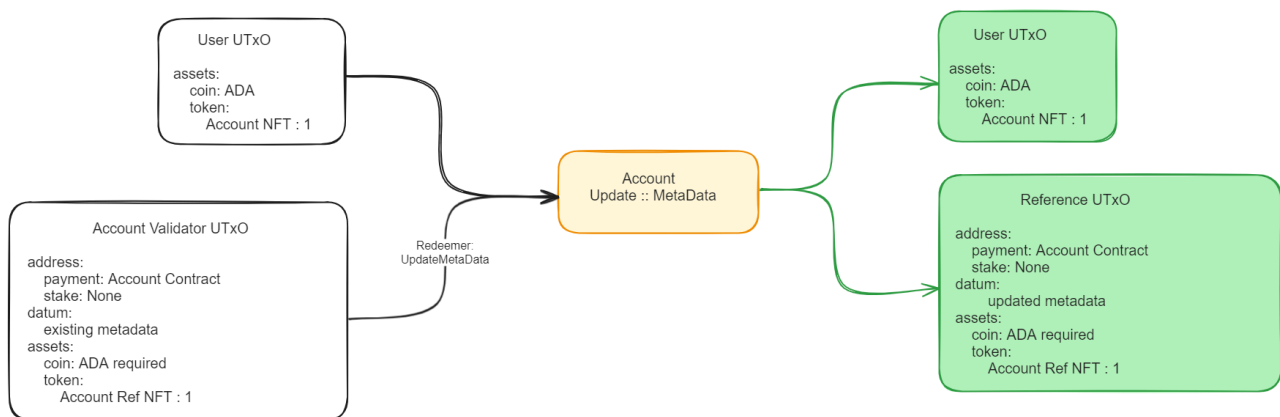 User UTxO
assets:
coin: ADA
token:
Account NFT : 1
Account Validator UTxO
address:
payment: Account Contract
stake: None
datum:
existing metadata
assets:
coin: ADA required
token:
Account Ref NFT : 1
Redeemer:
UpdateMetaData
Account
Update :: MetaData
User UTxO
assets:
coin: ADA
token:
Account NFT : 1
Reference UTxO
address:
payment: Account Contract
stake: None
datum:
updated metadata
assets:
coin: ADA required
token:
Account Ref NFT : 1